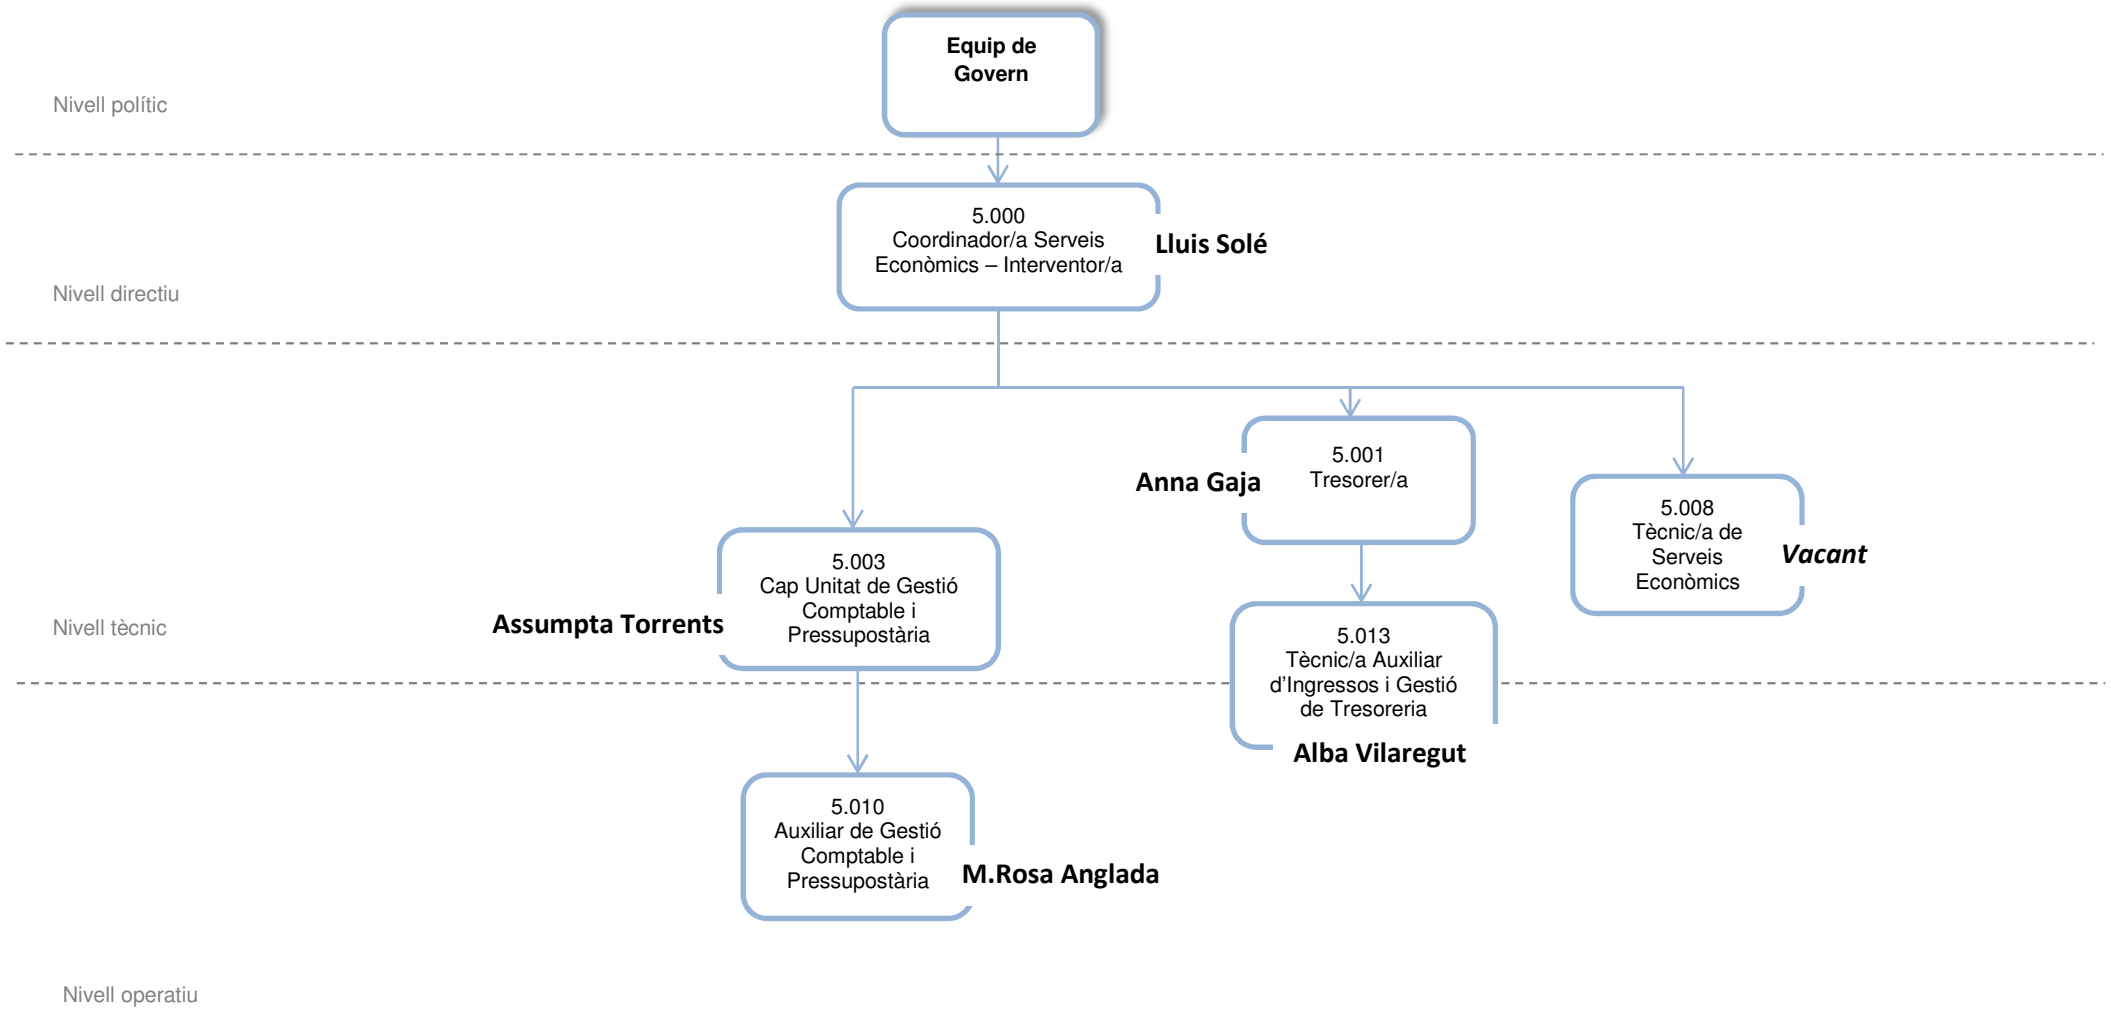 Equip de
Govern
Nivell polític
5.000
Coordinador/a Serveis
Econòmics – Interventor/a
Lluis Solé
Nivell directiu
5.001
Tresorer/a
Anna Gaja
5.008
Tècnic/a de
Serveis
Econòmics
Vacant
5.003
Cap Unitat de Gestió
Comptable i
Pressupostària
Assumpta Torrents
Nivell tècnic
5.013
Tècnic/a Auxiliar
d’Ingressos i Gestió
de Tresoreria
Alba Vilaregut
5.010
Auxiliar de Gestió
Comptable i
Pressupostària
M.Rosa Anglada
Nivell operatiu